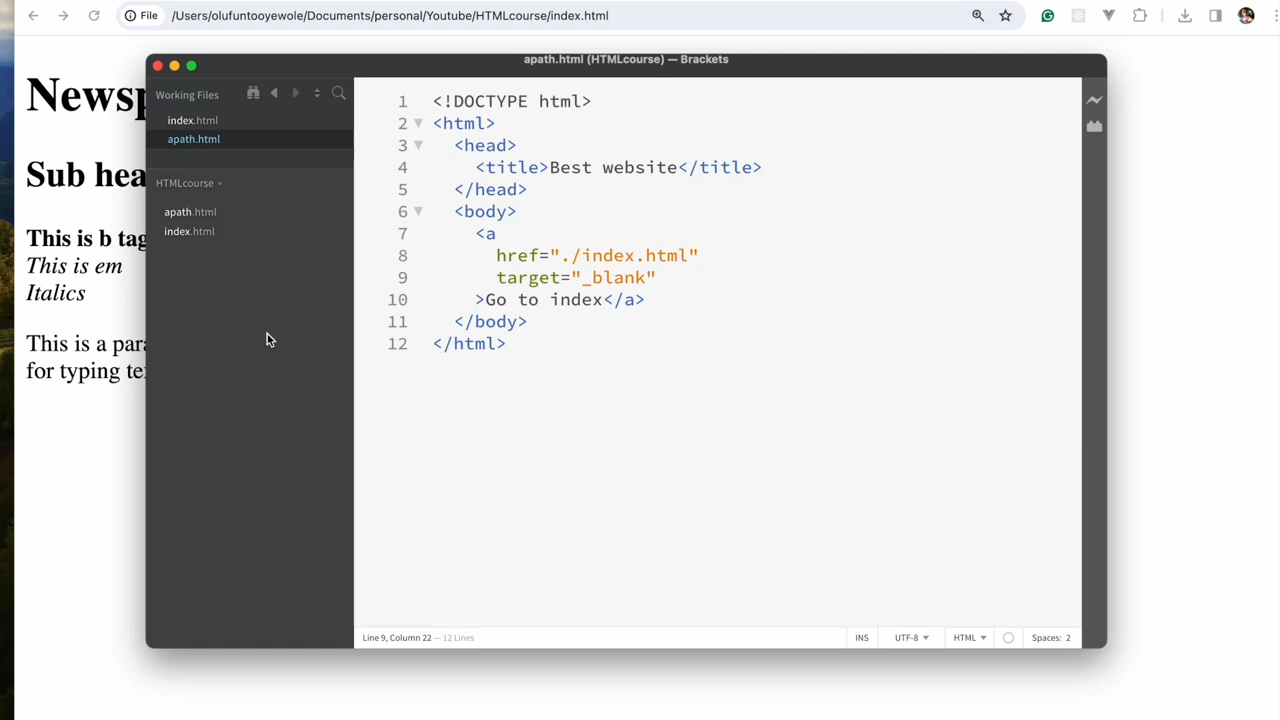 File /Users/olufuntooyewole/Documents/personal/Youtube/HTMLcourse/index.html
apath.html (HTMLcourse) — Brackets
Working Files
index.html
apath.html
HTMLcourse
apath.html
index.html
1 <!DOCTYPE html>
2 <html>
3 <head>
4 <title>Best website</title>
5 </head>
6 <body>
7 <a
8 href="./index.html"
9 target="_blank"
10 >Go to index</a>
11 </body>
12 </html>
Line 9, Column 22 — 12 Lines
INS UTF-8 HTML Spaces: 2
Sub
This is b tag
This is em
Italics
This is a
for typing